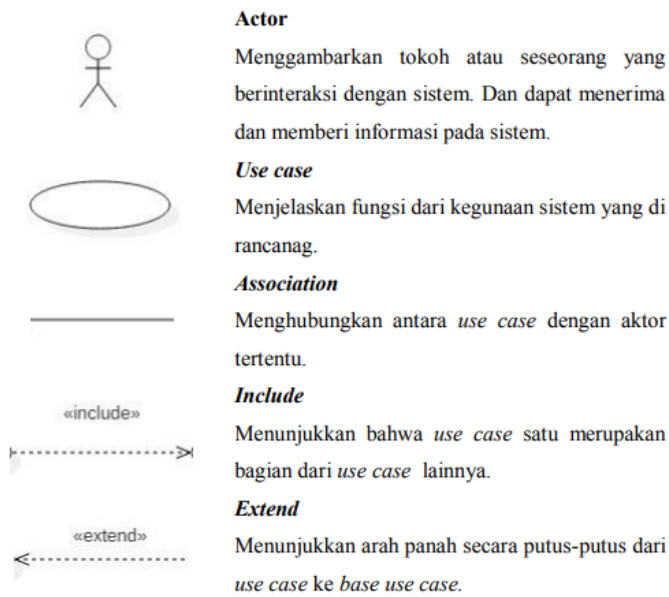 Actor
Menggambarkan tokoh atau seseorang yang
berinteraksi dengan sistem. Dan dapat menerima
dan memberi informasi pada sistem.
Use case
Menjelaskan fungsi dari kegunaan sistem yang di
rancanag.
Association
Menghubungkan antara use case dengan aktor
tertentu.
Include
«include»
Menunjukkan bahwa use case satu merupakan
bagian dari use case lainnya.
Extend
«extend»
Menunjukkan arah panah secara putus-putus dari
use case ke base use case.